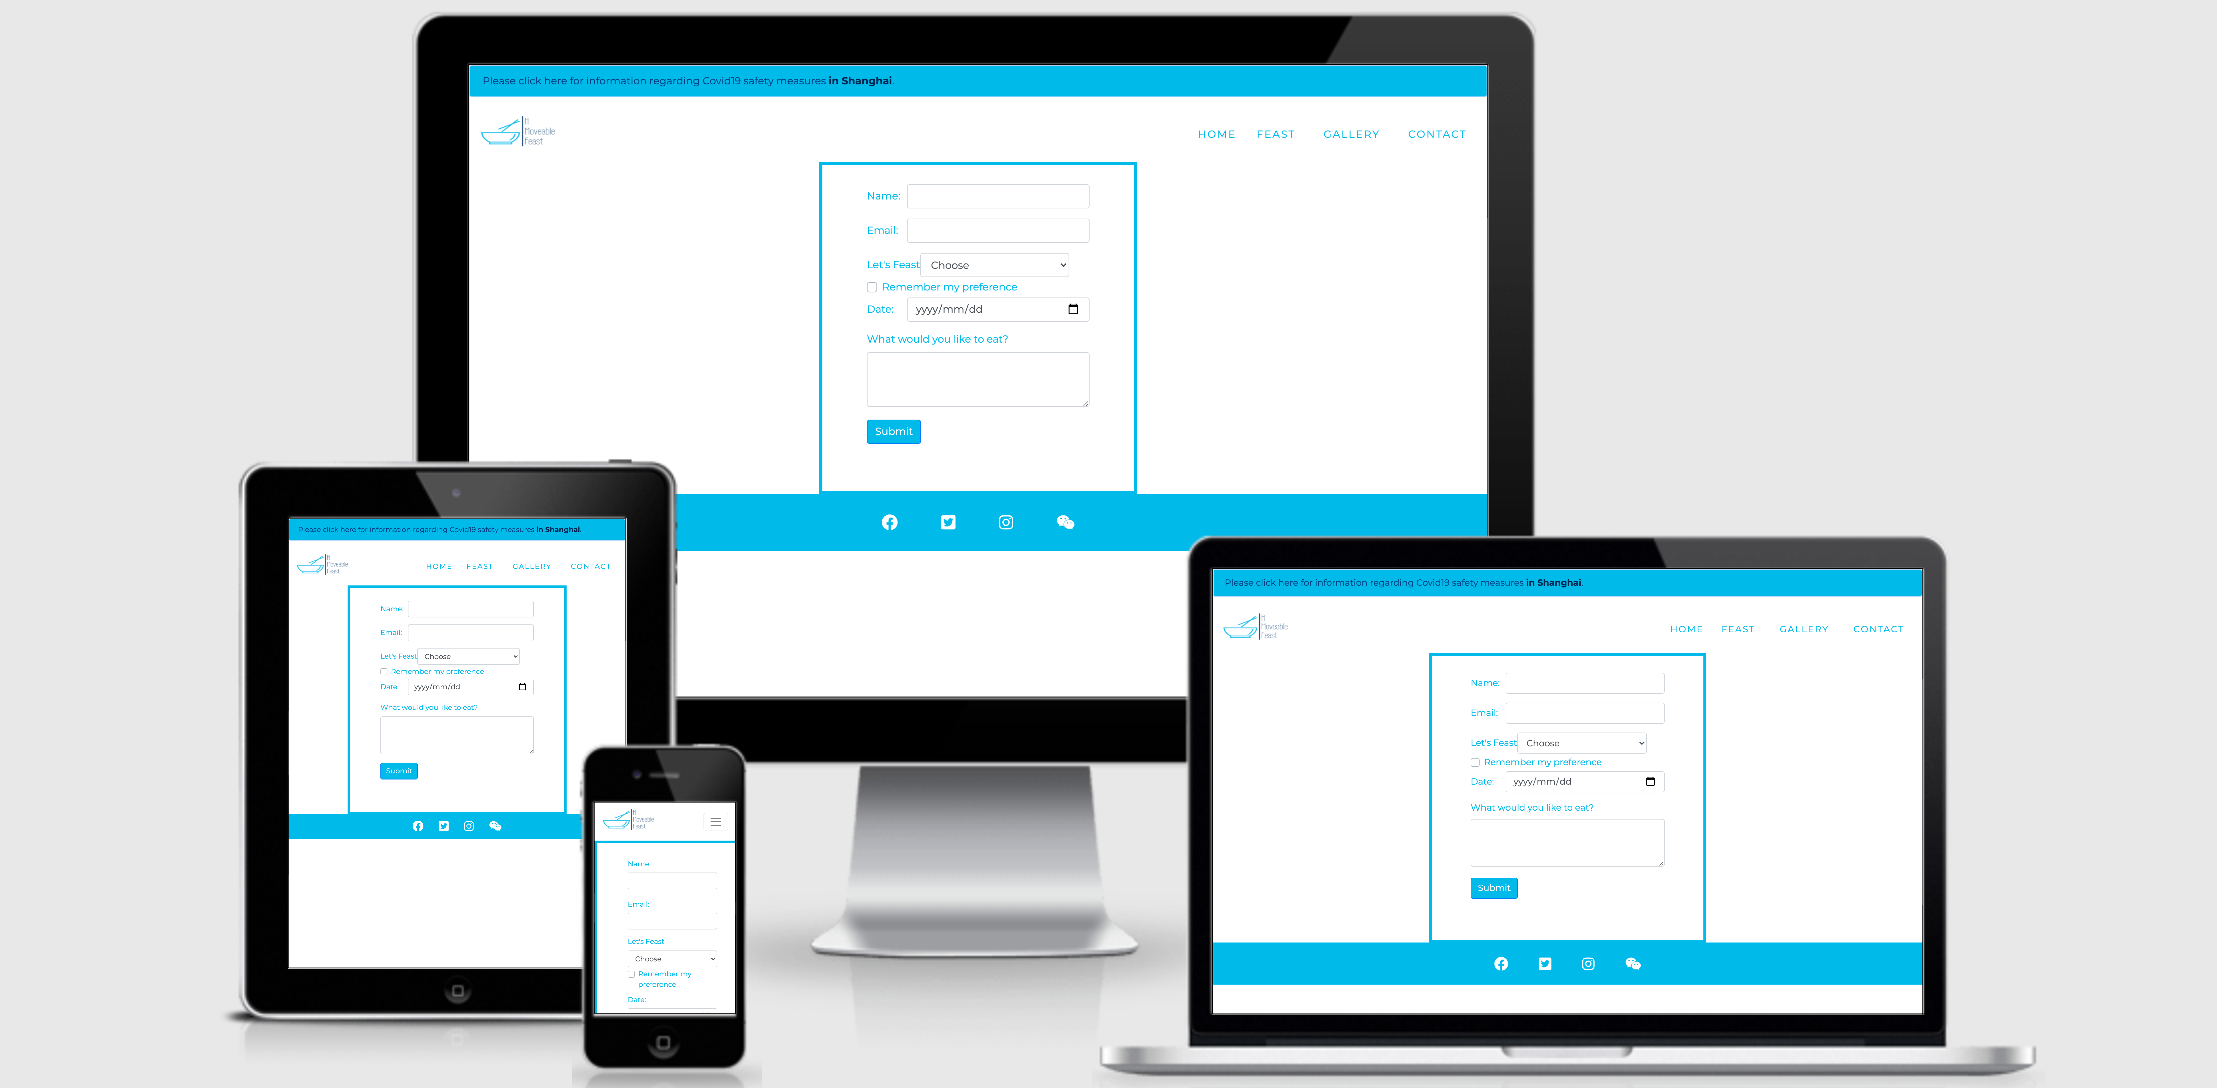 Please click here for information regarding Covid19 safety measures in Shanghai.
A
Moveable
Feast
HOME FEAST GALLERY CONTACT
Name:
Email:
Let's Feast Choose
Remember my preference
Date: yyyy/mm/dd
What would you like to eat?
Submit
Please click here for information regarding Covid19 safety measures in Shanghai.
A
Moveable
Feast
HOME FEAST GALLERY CONTACT
Name:
Email:
Let's Feast Choose
Remember my preference
Date: yyyy/mm/dd
What would you like to eat?
Submit
A
Moveable
Feast
Name:
Email:
Let's Feast
Choose
Remember my
preference
Date:
Please click here for information regarding Covid19 safety measures in Shanghai.
A
Moveable
Feast
HOME FEAST GALLERY CONTACT
Name:
Email:
Let's Feast Choose
Remember my preference
Date: yyyy/mm/dd
What would you like to eat?
Submit